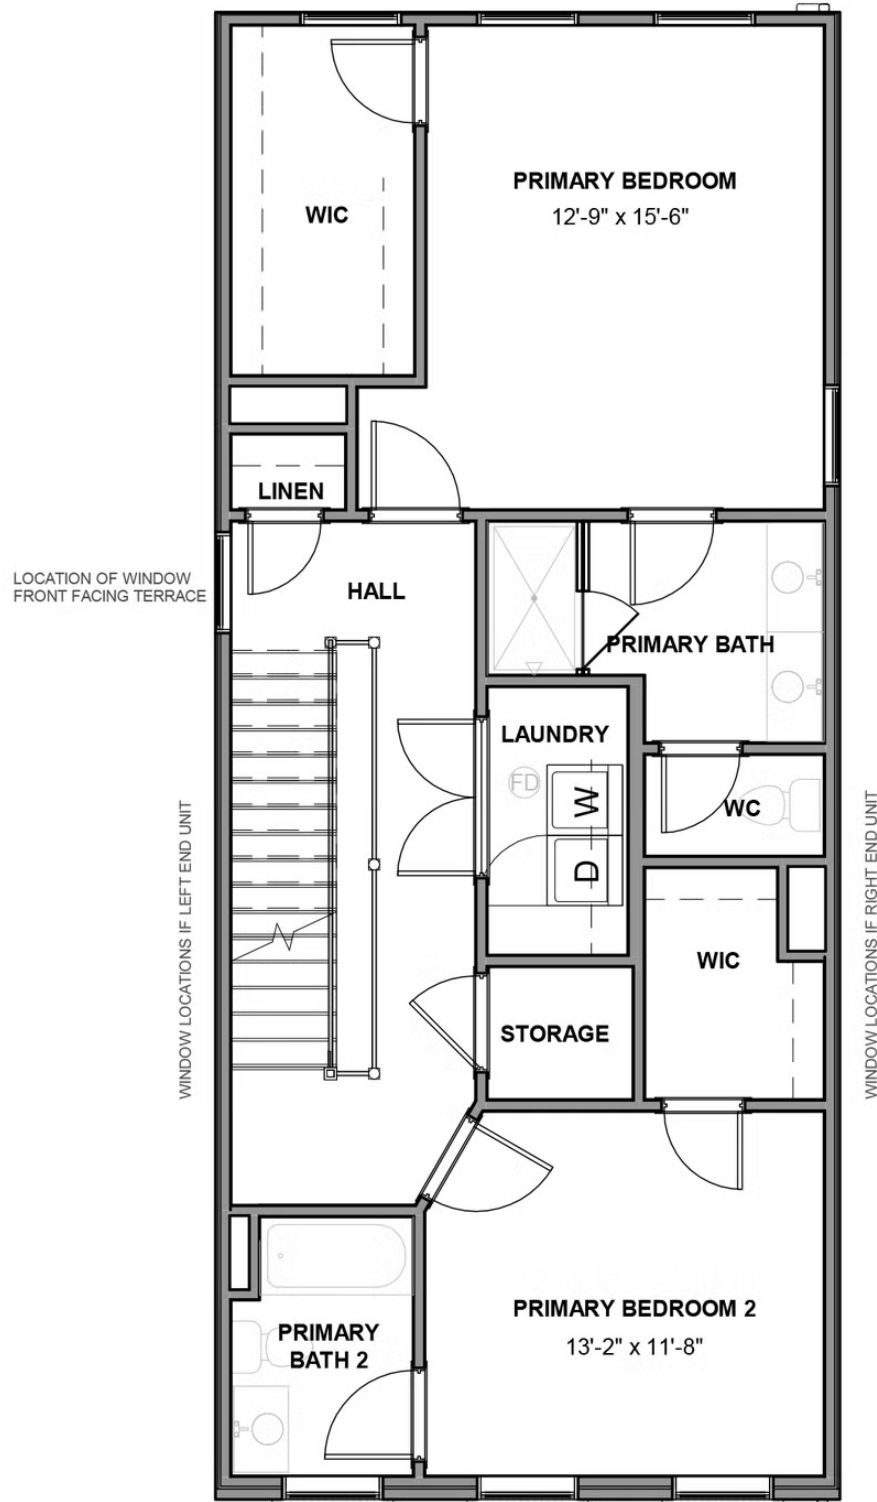 PRIMARY BEDROOM
12'-9" x 15'-6"
WIC
LINEN
LOCATION OF WINDOW
FRONT FACING TERRACE
HALL
PRIMARY BATH
LAUNDRY
FD
W
D
WC
WINDOW LOCATIONS IF LEFT END UNIT
WINDOW LOCATIONS IF RIGHT END UNIT
WIC
STORAGE
PRIMARY BEDROOM 2
13'-2" x 11'-8"
PRIMARY
BATH 2